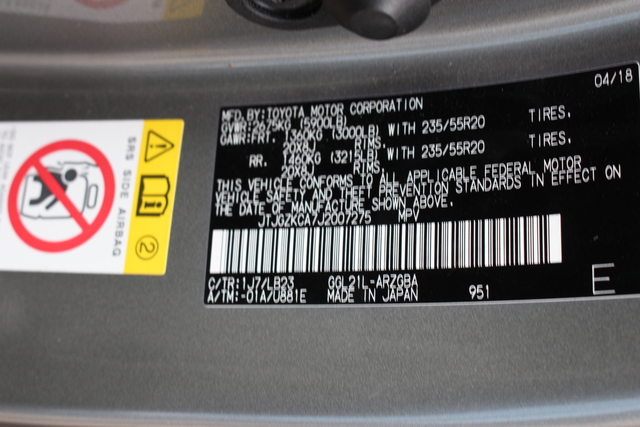 04/18
MFD. BY: TOYOTA MOTOR CORPORATION
GVWR: 2675KG (5900LB)
GAWR: FRT. 1360KG (3000LB) WITH 235/55R20 TIRES,
20X8J RIMS,
RR. 1460KG (3215LB) WITH 235/55R20 TIRES,
20X8J RIMS
THIS VEHICLE CONFORMS TO ALL APPLICABLE FEDERAL MOTOR
VEHICLE SAFETY AND THEFT PREVENTION STANDARDS IN EFFECT ON
THE DATE OF MANUFACTURE SHOWN ABOVE.
JTJGZKCA7J2007275 MPV
C/TR: 1J7/LB23 GGL21L-ARZGBA
A/TM: -01A/U881E MADE IN JAPAN 951
E
SRS SIDE AIRBAG
2